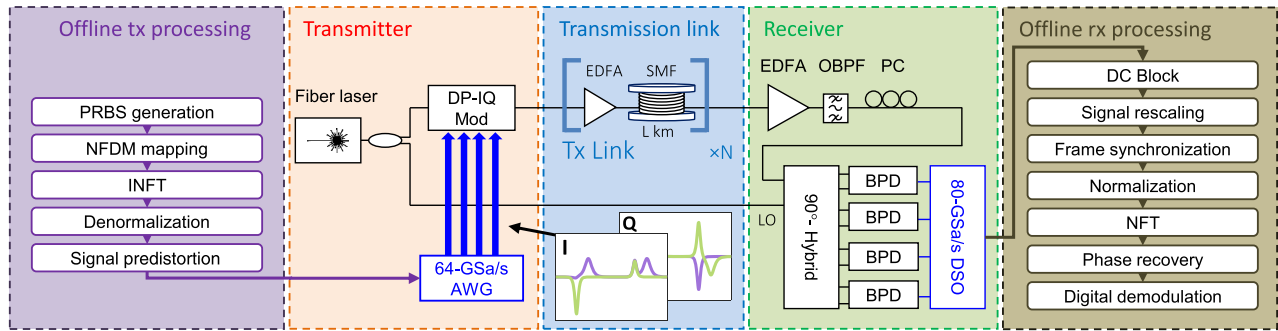 Offline tx processing
PRBS generation
NFDM mapping
INFT
Denormalization
Signal predistortion
Transmitter
Fiber laser
DP-IQ
Mod
64-GSa/s
AWG
Transmission link
EDFA
SMF
L km
Tx Link
×N
I
Q
Receiver
EDFA
OBPF
PC
LO
90°- Hybrid
BPD
BPD
BPD
BPD
80-GSa/s DSO
Offline rx processing
DC Block
Signal rescaling
Frame synchronization
Normalization
NFT
Phase recovery
Digital demodulation